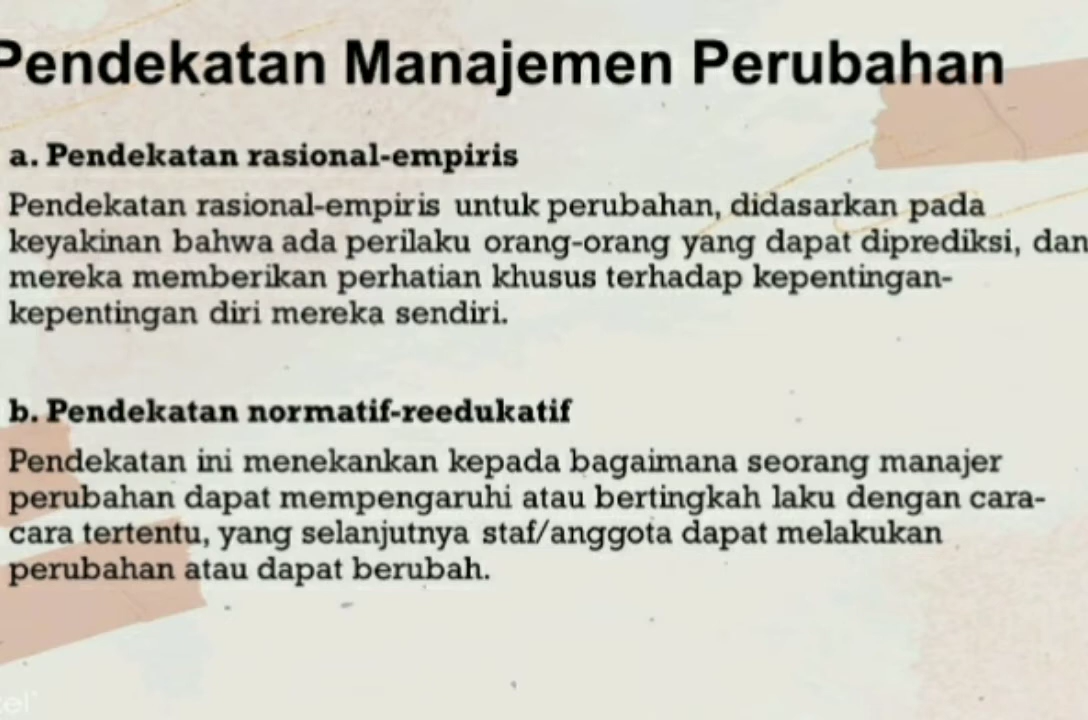 Pendekatan Manajemen Perubahan
a. Pendekatan rasional-empiris
Pendekatan rasional-empiris untuk perubahan, didasarkan pada
keyakinan bahwa ada perilaku orang-orang yang dapat diprediksi, dan
mereka memberikan perhatian khusus terhadap kepentingan-
kepentingan diri mereka sendiri.
b. Pendekatan normatif-reedukatif
Pendekatan ini menekankan kepada bagaimana seorang manajer
perubahan dapat mempengaruhi atau bertingkah laku dengan cara-
cara tertentu, yang selanjutnya staf/anggota dapat melakukan
perubahan atau dapat berubah.